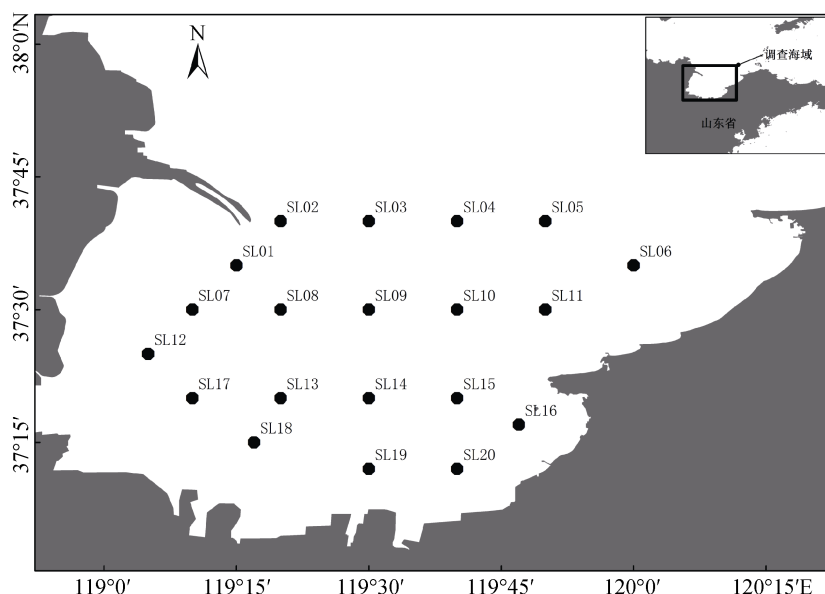 N
调查海域
山东省
38°0′N
37°45′
37°30′
37°15′
SL02
SL03
SL04
SL05
SL01
SL06
SL07
SL08
SL09
SL10
SL11
SL12
SL17
SL13
SL14
SL15
SL16
SL18
SL19
SL20
119°0′
119°15′
119°30′
119°45′
120°0′
120°15′E